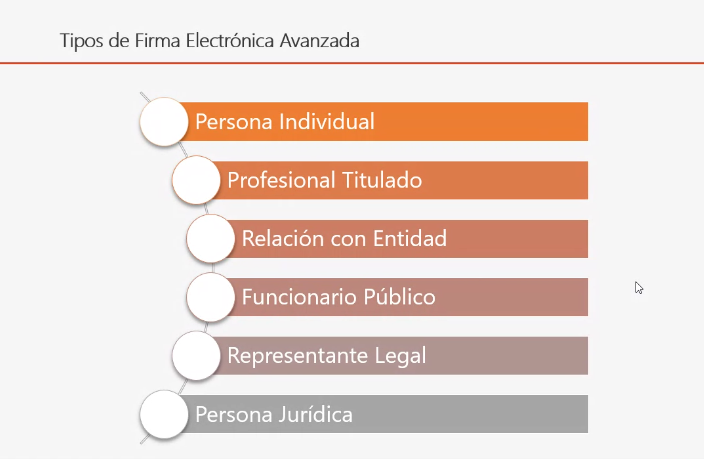 Tipos de Firma Electrónica Avanzada
Persona Individual
Profesional Titulado
Relación con Entidad
Funcionario Público
Representante Legal
Persona Jurídica